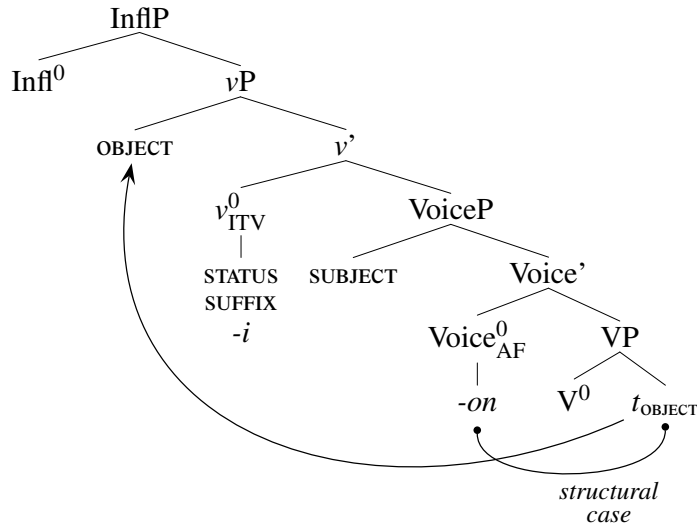 InflP
Infl⁰ vP
OBJECT v’
v⁰ITV VoiceP
STATUS SUBJECT Voice’
SUFFIX
-i Voice⁰AF VP
-on V⁰ tOBJECT
structural
case